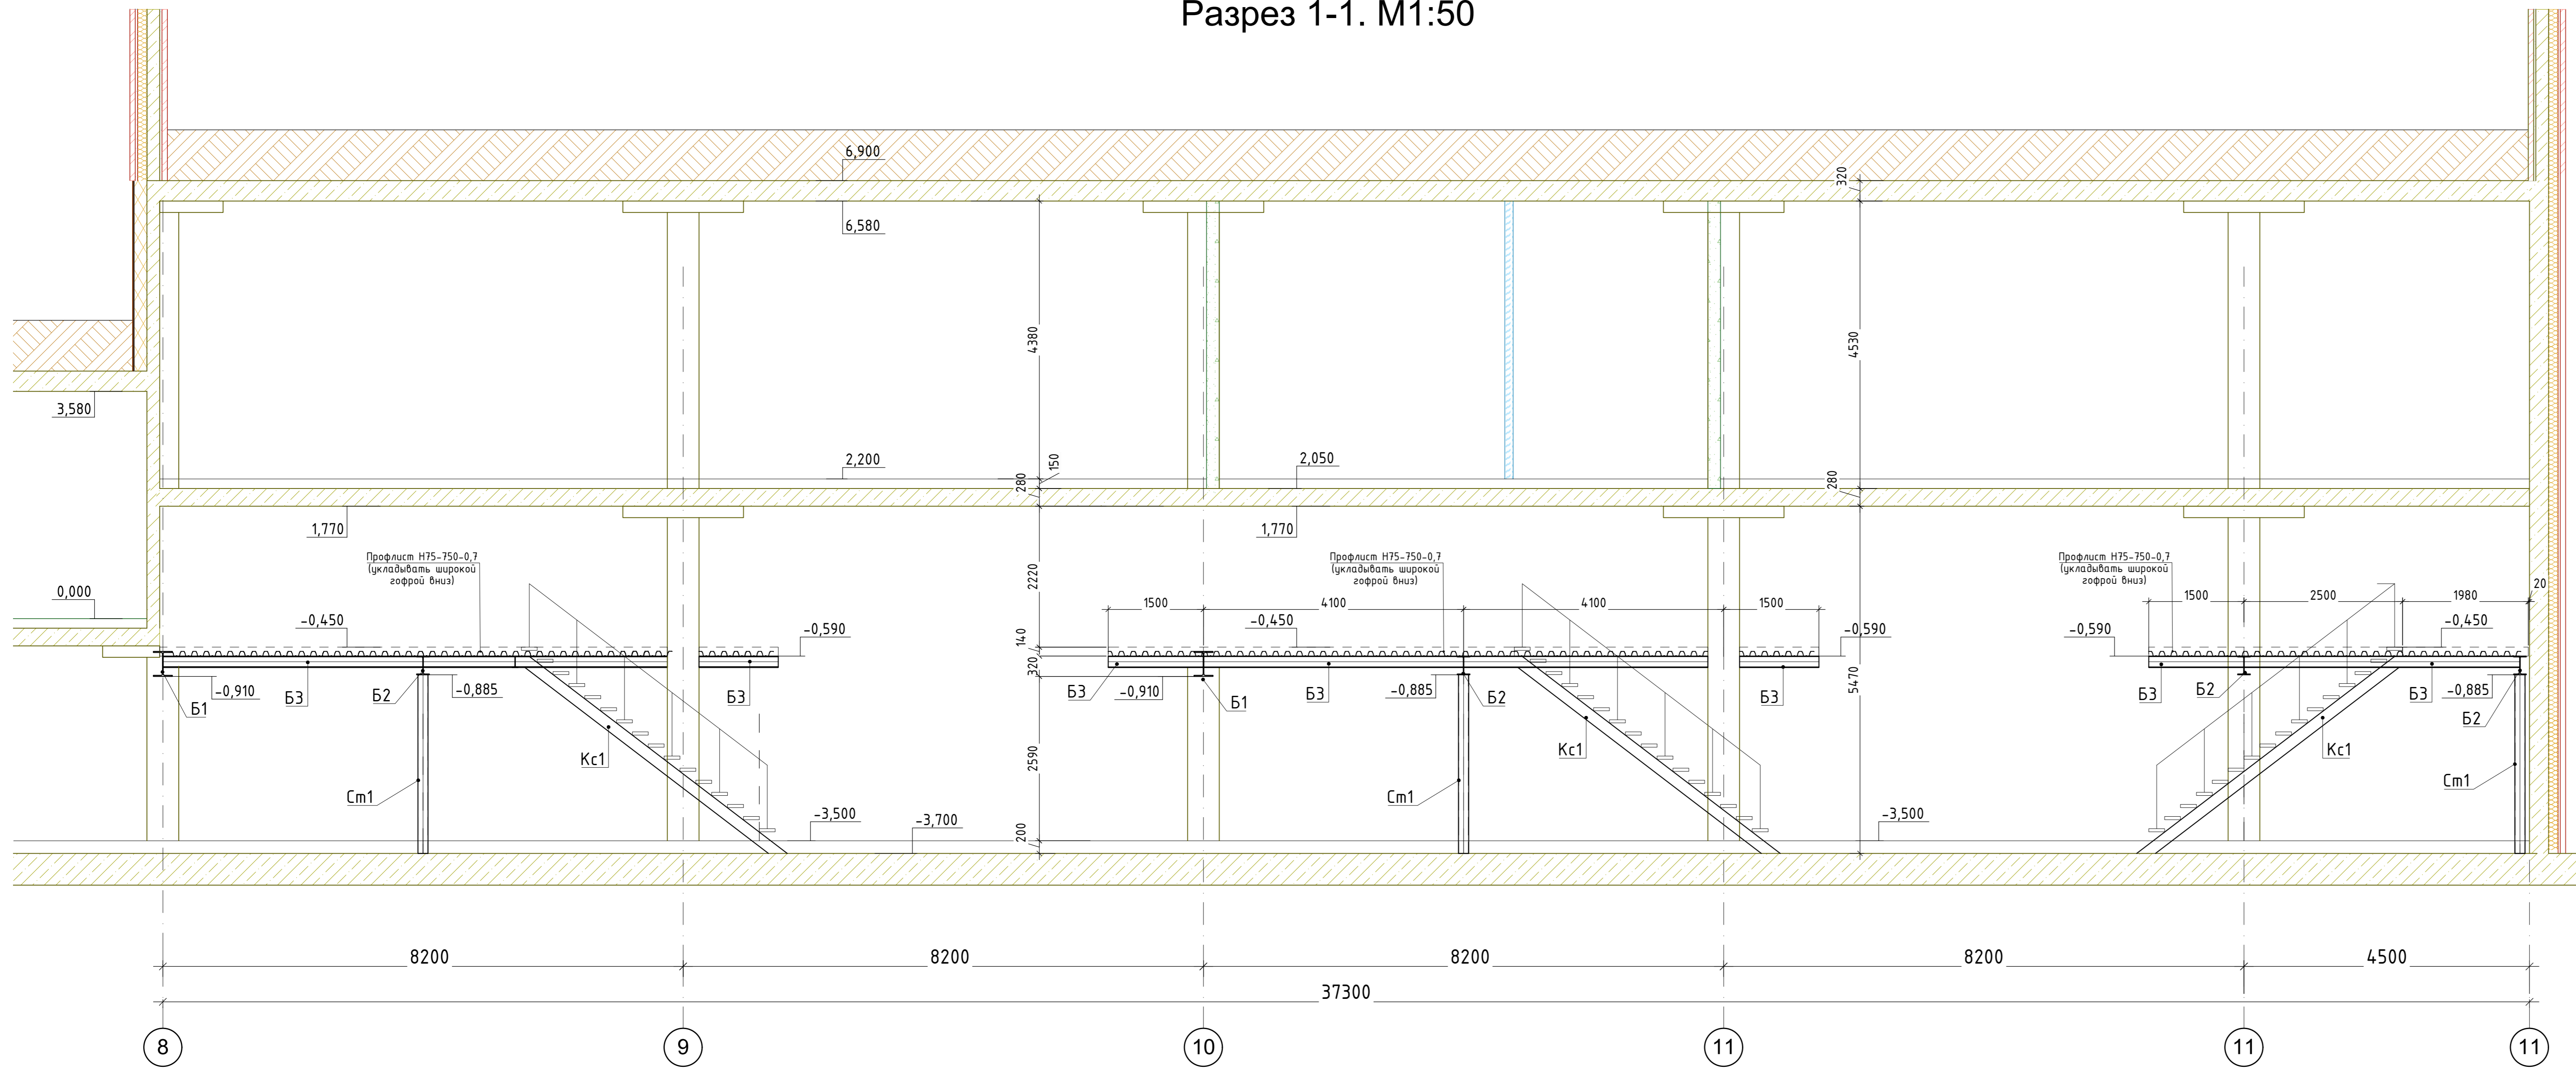 Разрез 1-1. М1:50
6,900
320
6,580
4380
4530
3,580
2,200
150
2,050
280
280
1,770
1,770
Профлист Н75-750-0,7
(укладывать широкой
гофрой вниз)
Профлист Н75-750-0,7
(укладывать широкой
гофрой вниз)
Профлист Н75-750-0,7
(укладывать широкой
гофрой вниз)
2220
20
0,000
1500
4100
4100
1500
1500
2500
1980
-0,450
-0,450
-0,450
-0,590
140
-0,590
-0,590
320
5470
-0,910
Б3
Б2
-0,885
Б3
Б1
Б3
-0,910
Б1
Б3
-0,885
Б2
Б3
Б3
Б2
Б3
-0,885
Б2
2590
Кс1
Кс1
Кс1
Ст1
Ст1
Ст1
-3,500
-3,700
200
-3,500
8200
8200
8200
8200
4500
37300
8
9
10
11
11
11